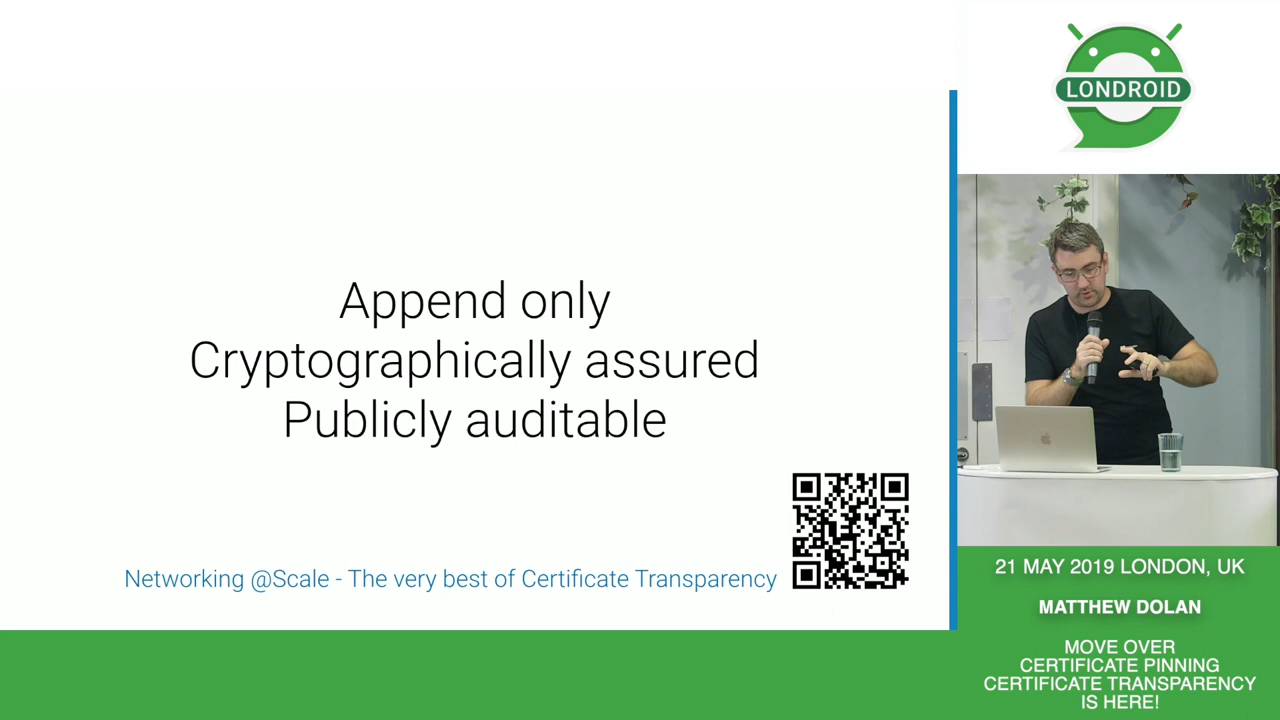 Append only
Cryptographically assured
Publicly auditable
Networking @Scale - The very best of Certificate Transparency
LONDROID
21 MAY 2019 LONDON, UK
MATTHEW DOLAN
MOVE OVER
CERTIFICATE PINNING
CERTIFICATE TRANSPARENCY
IS HERE!